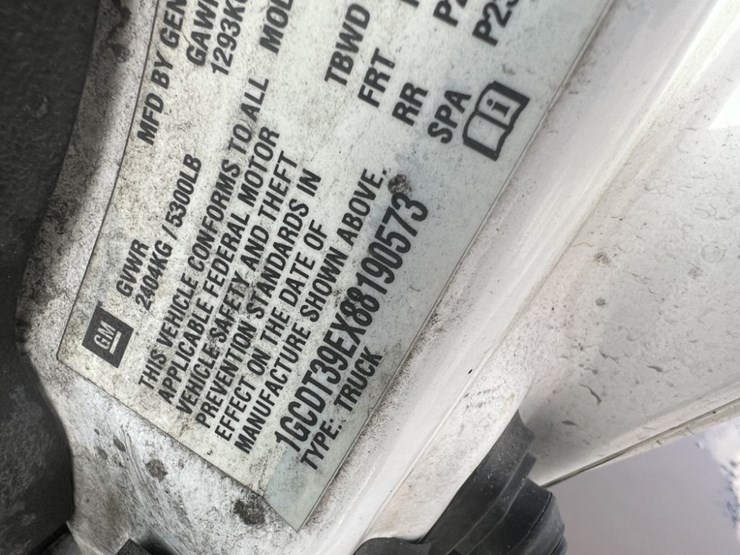 GM
MFD BY GEN
GVWR
2404KG / 5300LB
GAWR
1293KG
THIS VEHICLE CONFORMS TO ALL
APPLICABLE FEDERAL MOTOR
VEHICLE SAFETY AND THEFT
PREVENTION STANDARDS IN
EFFECT ON THE DATE OF
MANUFACTURE SHOWN ABOVE.
1GCDT39EX88190573
TYPE: TRUCK
TBWD
FRT
RR
SPA
i